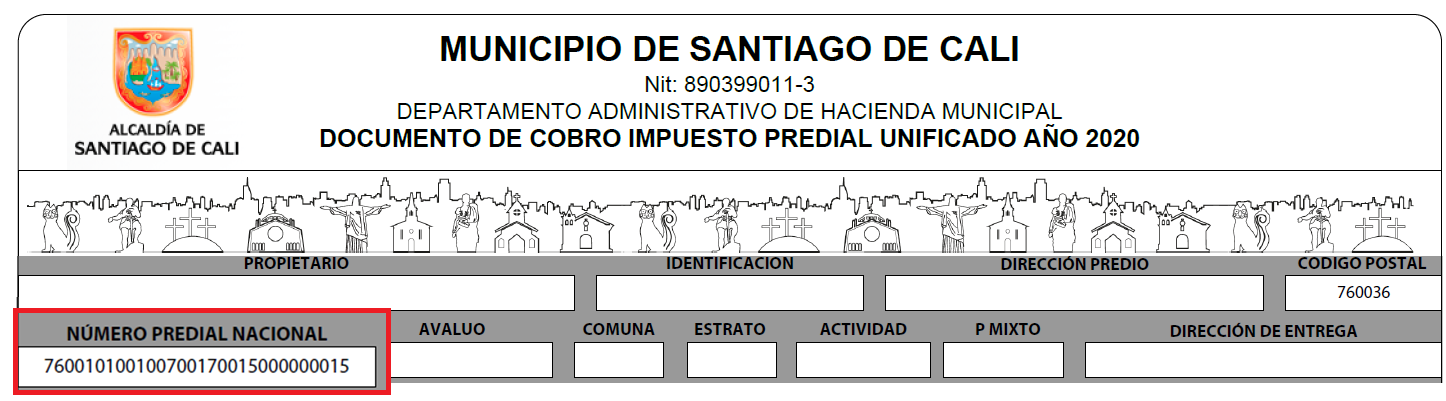 ALCALDÍA DE
SANTIAGO DE CALI
MUNICIPIO DE SANTIAGO DE CALI
Nit: 890399011-3
DEPARTAMENTO ADMINISTRATIVO DE HACIENDA MUNICIPAL
DOCUMENTO DE COBRO IMPUESTO PREDIAL UNIFICADO AÑO 2020
PROPIETARIO IDENTIFICACION DIRECCIÓN PREDIO CODIGO POSTAL
760036
NÚMERO PREDIAL NACIONAL AVALUO COMUNA ESTRATO ACTIVIDAD P MIXTO DIRECCIÓN DE ENTREGA
760010100100700170015000000015